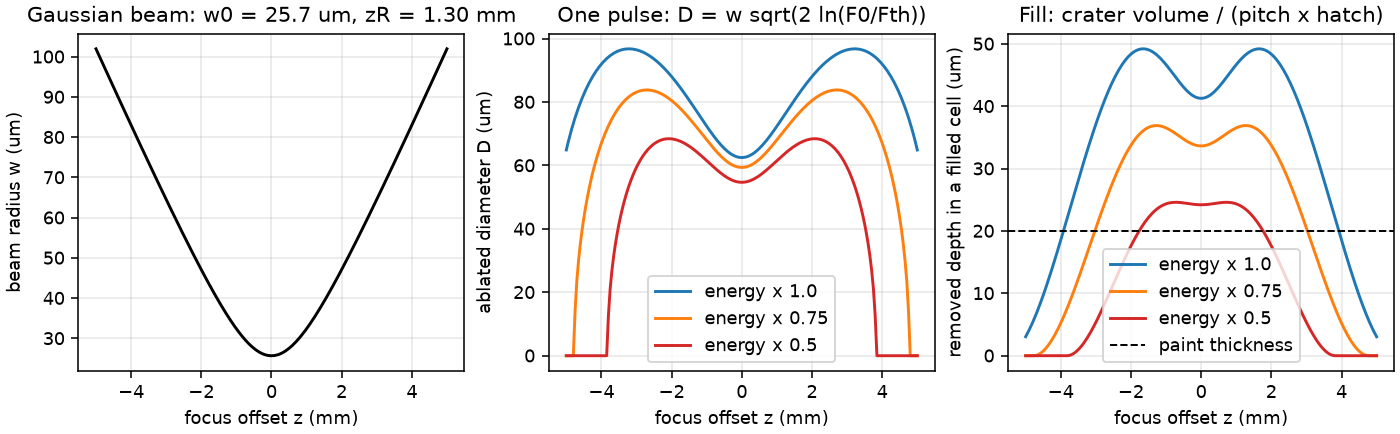 Gaussian beam: w0 = 25.7 um, zR = 1.30 mm
beam radius w (um)
100
90
80
70
60
50
40
30
−4
−2
0
2
4
focus offset z (mm)
One pulse: D = w sqrt(2 ln(F0/Fth))
ablated diameter D (um)
100
80
60
40
20
0
energy x 1.0
energy x 0.75
energy x 0.5
−4
−2
0
2
4
focus offset z (mm)
Fill: crater volume / (pitch x hatch)
removed depth in a filled cell (um)
50
40
30
20
10
0
energy x 1.0
energy x 0.75
energy x 0.5
paint thickness
−4
−2
0
2
4
focus offset z (mm)